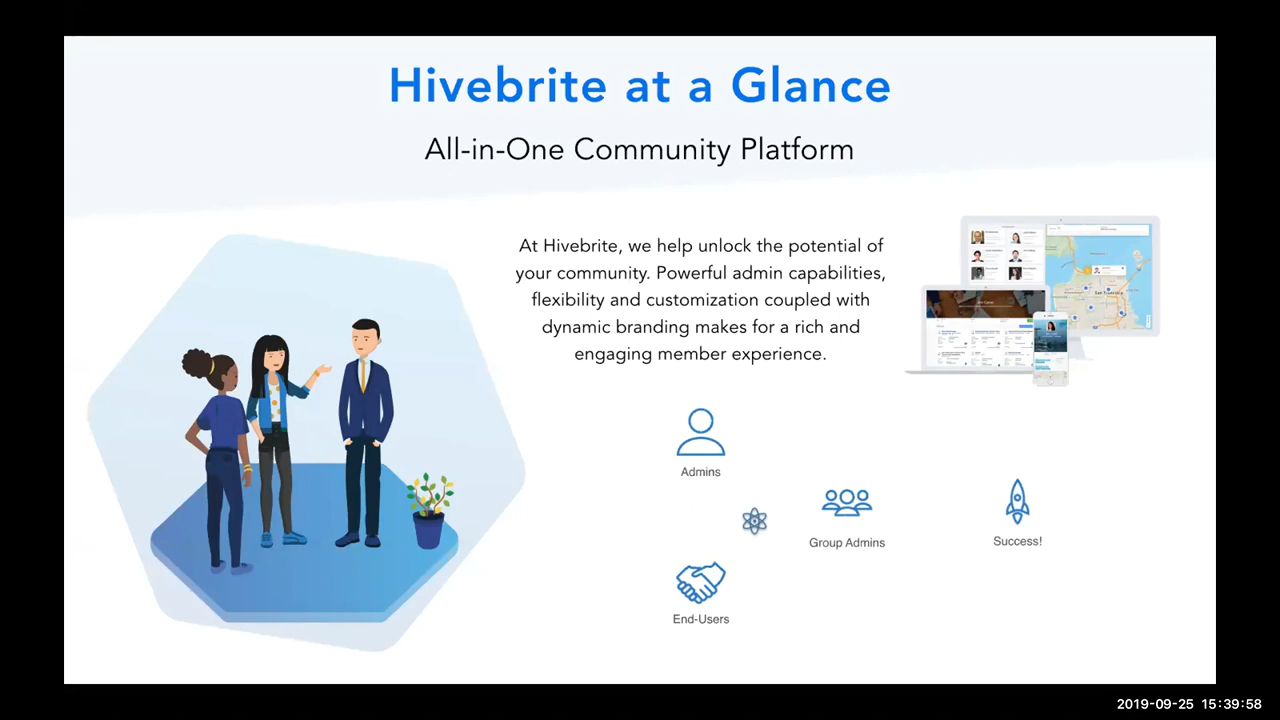 Hivebrite at a Glance
All-in-One Community Platform
At Hivebrite, we help unlock the potential of
your community. Powerful admin capabilities,
flexibility and customization coupled with
dynamic branding makes for a rich and
engaging member experience.
San Francisco
Admins
Group Admins
Success!
End-Users
2019-09-25 15:39:58